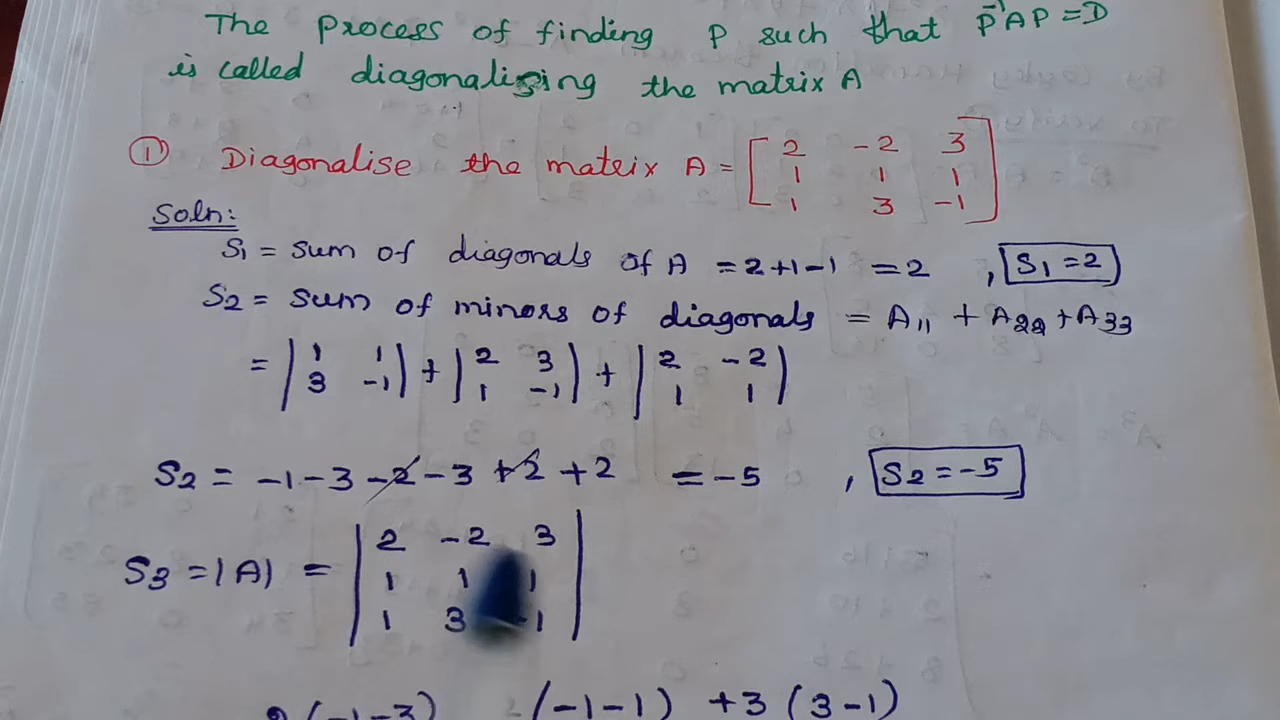 The process of finding P such that P⁻¹AP = D
is called diagonalising the matrix A
① Diagonalise the matrix A = [ 2 -2 3
1 1 1
1 3 -1 ]
Soln:
S₁ = sum of diagonals of A = 2+1-1 = 2 , S₁ = 2
S₂ = sum of minors of diagonals = A₁₁ + A₂₂ + A₃₃
= | 1 1 | + | 2 3 | + | 2 -2 |
| 3 -1 | | 1 -1 | | 1 1 |
S₂ = -1-3-2-3+2+2 = -5 , S₂ = -5
S₃ = |A| = | 2 -2 3 |
| 1 1 1 |
| 1 3 -1 |
2(-1-3) (-1-1) +3(3-1)